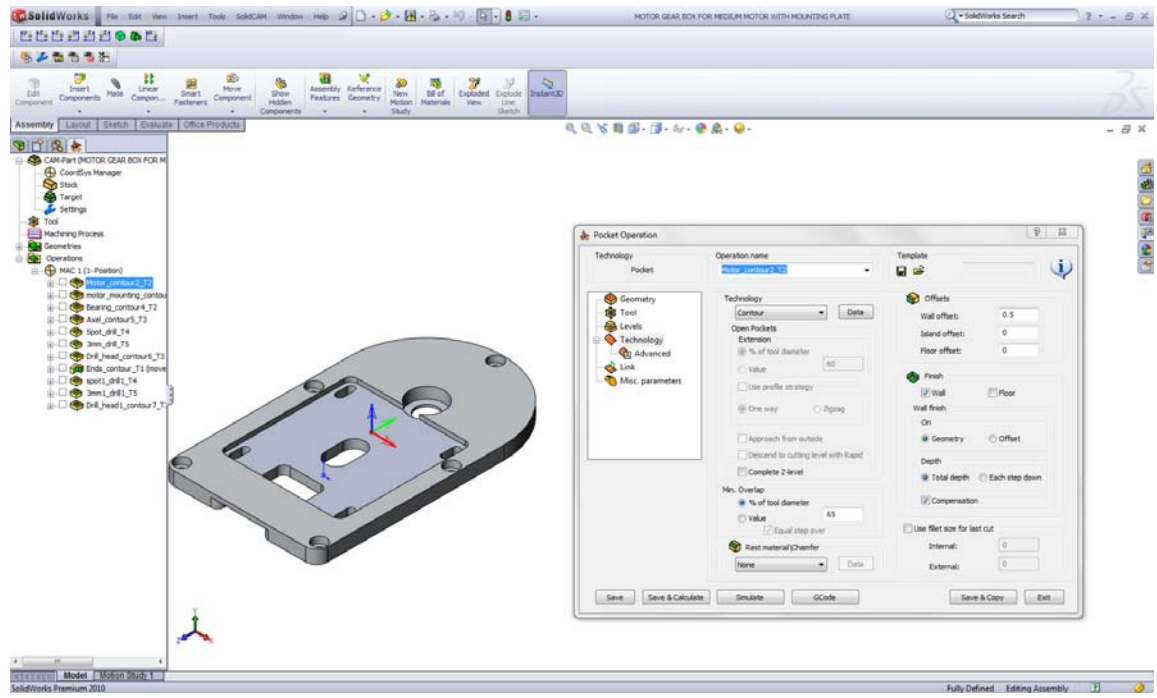 SolidWorks File Edit View Insert Tools SolidCAM Window Help MOTOR GEAR BOX FOR MEDIUM MOTOR WITH MOUNTING PLATE SolidWorks Search
Edit Component
Insert Components
Mate
Linear Compon...
Smart Fasteners
Move Component
Show Hidden Components
Assembly Features
Reference Geometry
New Motion Study
Bill of Materials
Exploded View
Explode Line Sketch
Instant3D
Assembly Layout Sketch Evaluate Office Products
CAM-Part (MOTOR GEAR BOX FOR M
CoordSys Manager
Stock
Target
Settings
Tool
Machining Process
Geometries
Operations
MAC 1 (1- Position)
Motor_contour2_T2
motor_mounting_contou
Bearing_contour4_T2
Axel_contour5_T3
Spot_drill_T4
3mm_drill_T5
Drill_head_contour6_T3
Ends_contour_T1 (move
spot1_drill1_T4
3mm1_drill1_T5
Drill_head1_contour7_T
Pocket Operation
Technology
Pocket
Operation name
Motor_contour2_T2
Template
Geometry
Tool
Levels
Technology
Advanced
Link
Misc. parameters
Technology
Contour Data
Open Pockets
Extension
% of tool diameter
Value 60
Use profile strategy
One way Zigzag
Approach from outside
Descend to cutting level with Rapid
Complete Z-level
Min. Overlap
% of tool diameter
Value 65
Equal step over
Rest material\Chamfer
None Data
Offsets
Wall offset: 0.5
Island offset: 0
Floor offset: 0
Finish
Wall Floor
Wall finish
On
Geometry Offset
Depth
Total depth Each step down
Compensation
Use fillet size for last cut
Internal: 0
External: 0
Save Save & Calculate Simulate GCode Save & Copy Exit
Y
Z X
Model Motion Study 1
SolidWorks Premium 2010 Fully Defined Editing Assembly